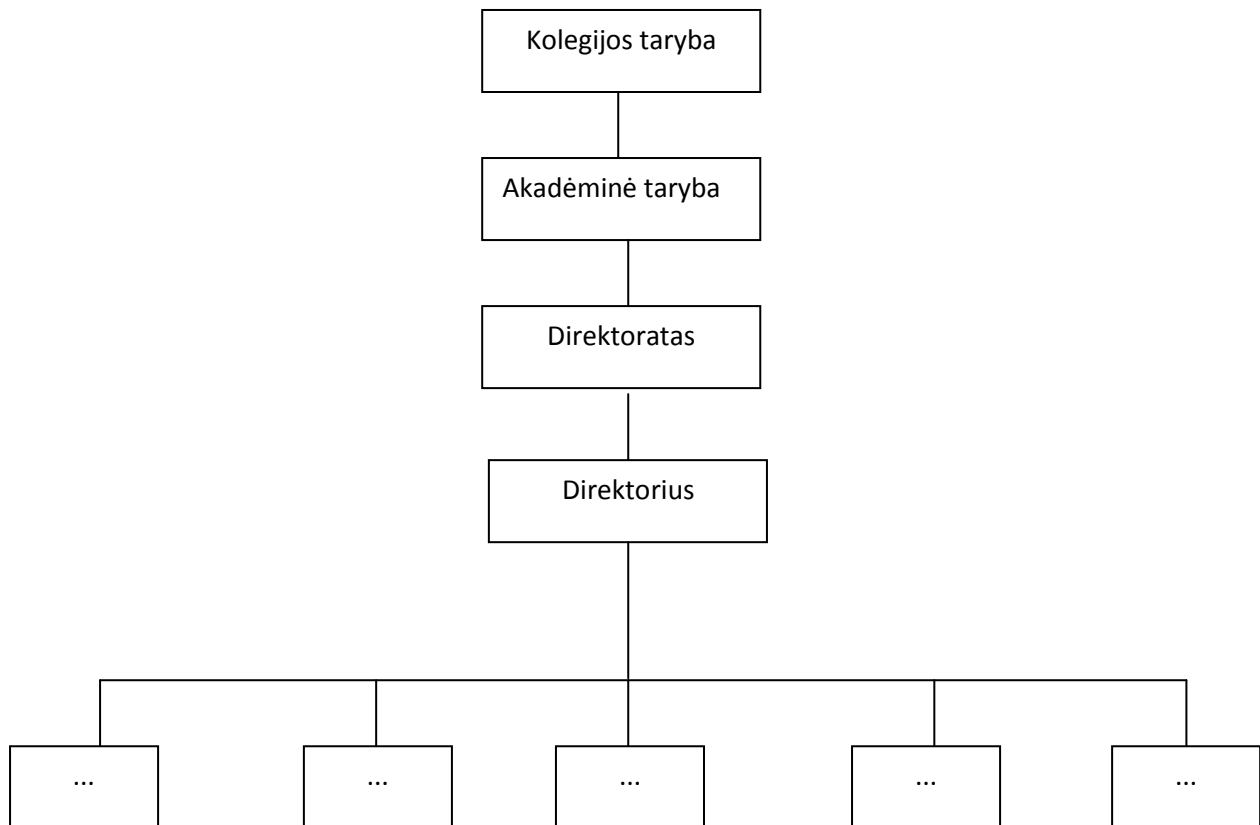 Kolegijos taryba
Akadėminė taryba
Direktoratas
Direktorius
... ... ... ... ...